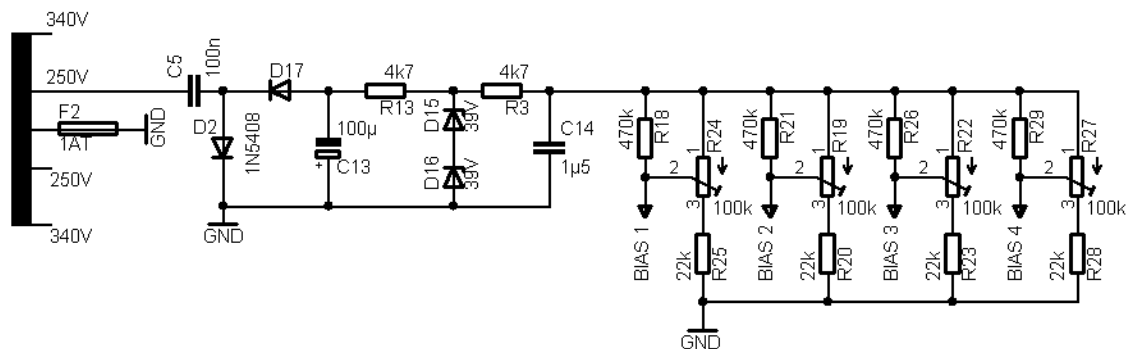 340V
250V
F2
1AT
GND
250V
340V
C5
100n
D2
1N5408
GND
D17
100µ
+
C13
4k7
R13
D15
39V
D16
39V
4k7
R3
C14
1µ5
470k
R18
BIAS 1
R24
1
2
3
100k
22k
R25
GND
470k
R21
BIAS 2
R19
1
2
3
100k
22k
R20
470k
R26
BIAS 3
R22
1
2
3
100k
22k
R23
470k
R29
BIAS 4
R27
1
2
3
100k
22k
R28